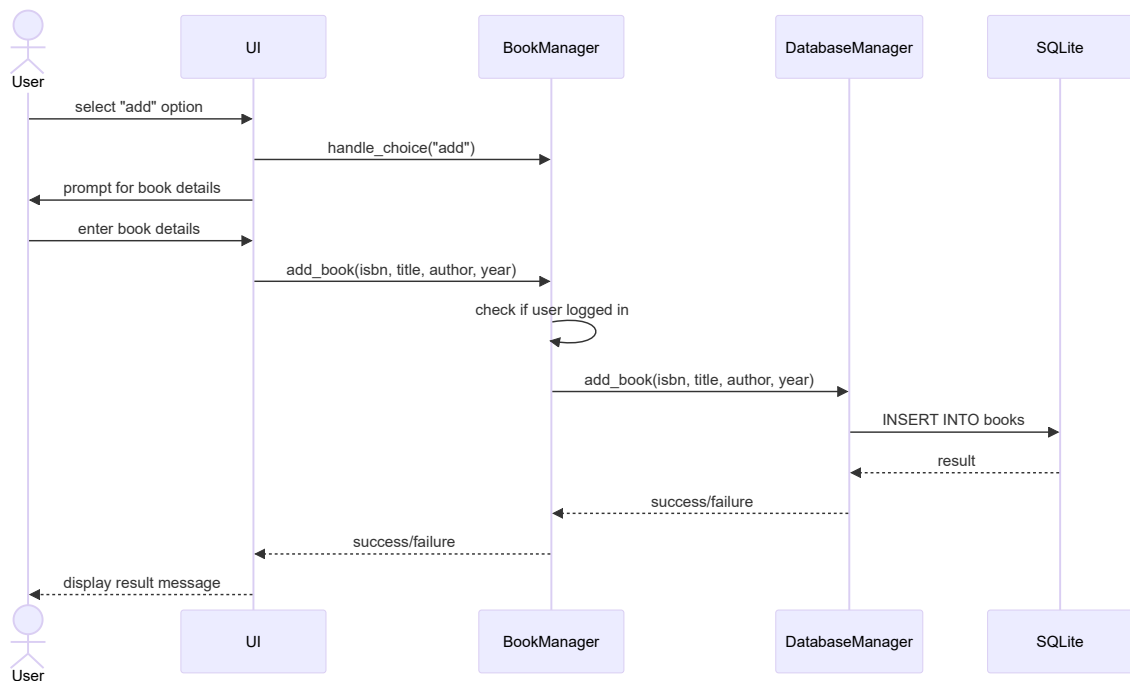 User
UI
BookManager
DatabaseManager
SQLite
select "add" option
handle_choice("add")
prompt for book details
enter book details
add_book(isbn, title, author, year)
check if user logged in
add_book(isbn, title, author, year)
INSERT INTO books
result
success/failure
success/failure
display result message
User
UI
BookManager
DatabaseManager
SQLite